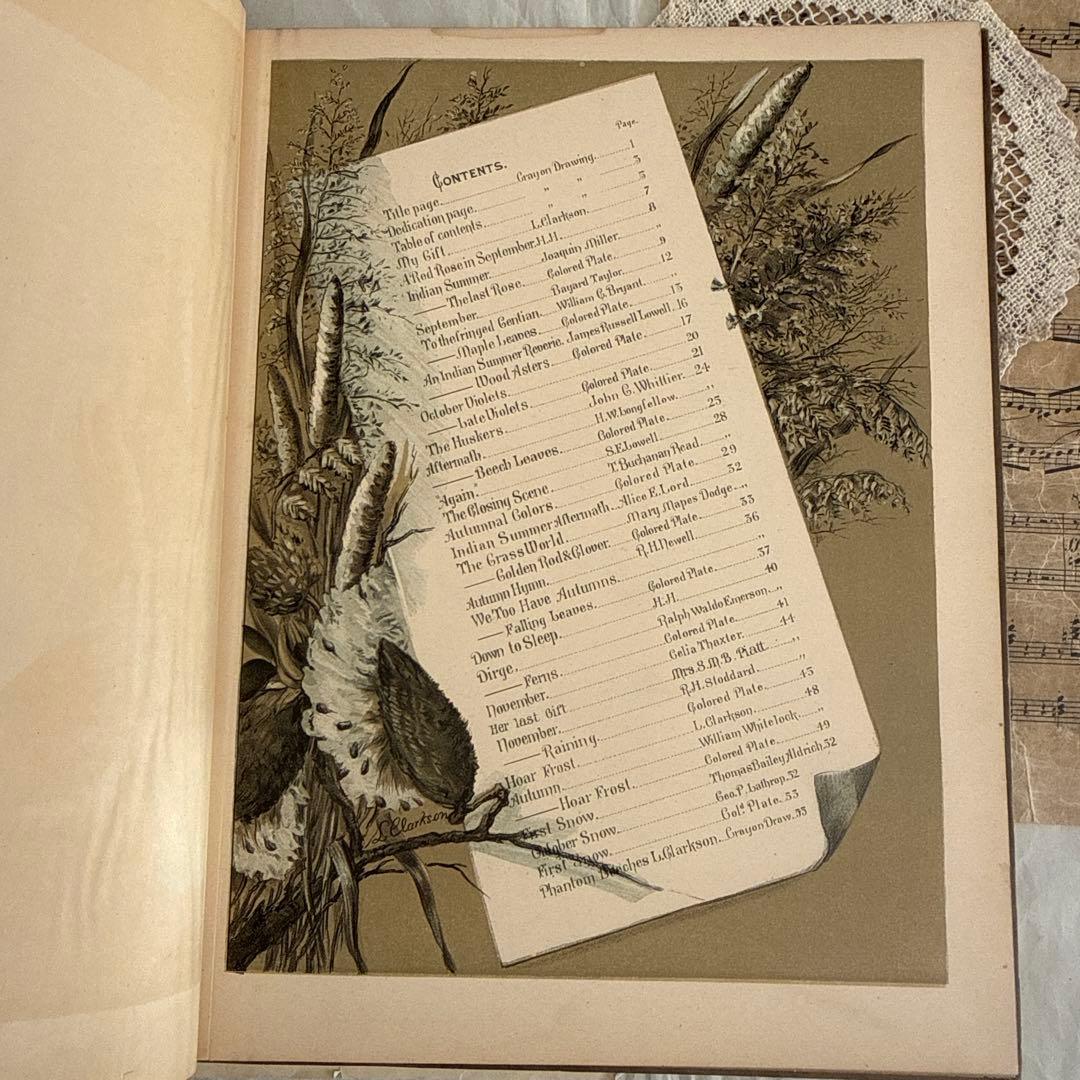 Page.
CONTENTS.
Title page........Crayon Drawing........1
Dedication page........" "........3
Table of contents........" "........5
My Gift........L. Clarkson........7
A Red Rose in September. H.H.........8
Indian Summer........Joaquin Miller........"
—The last Rose........Colored Plate........9
September........Bayard Taylor........12
To the fringed Gentian........William C. Bryant........"
—Maple Leaves........Colored Plate........13
An Indian Summer Reverie. James Russell Lowell. 16
—Wood Asters........Colored Plate........17
October Violets........20
—Late Violets........Colored Plate........21
The Huskers........John G. Whittier........24
Aftermath........H.W. Longfellow........"
—Beech Leaves........Colored Plate........25
"Again."........S.E. Lowell........28
The Closing Scene........T. Buchanan Read........"
Autumnal Colors........Colored Plate........29
Indian Summer Aftermath........Alice E. Lord........32
The Grass World........Mary Mapes Dodge........"
—Golden Rod & Clover........Colored Plate........33
Autumn Hymn........R.H. Newell........36
We Too Have Autumns........"
—Falling Leaves........Colored Plate........37
Down to Sleep........H.H.........40
Dirge........Ralph Waldo Emerson........"
—Ferns........Colored Plate........41
November........Celia Thaxter........44
Her last Gift........Mrs. S.M.B. Piatt........"
November........R.H. Stoddard........"
—Raining........Colored Plate........45
Hoar Frost........L. Clarkson........48
Autumn........William Whitelock........"
—Hoar Frost........Colored Plate........49
First Snow........Thomas Bailey Aldrich. 52
October Snow........Geo. P. Lathrop. 52
First Snow........Col'd Plate. 53
Phantom Beeches L. Clarkson. Crayon Draw. 55
L. Clarkson